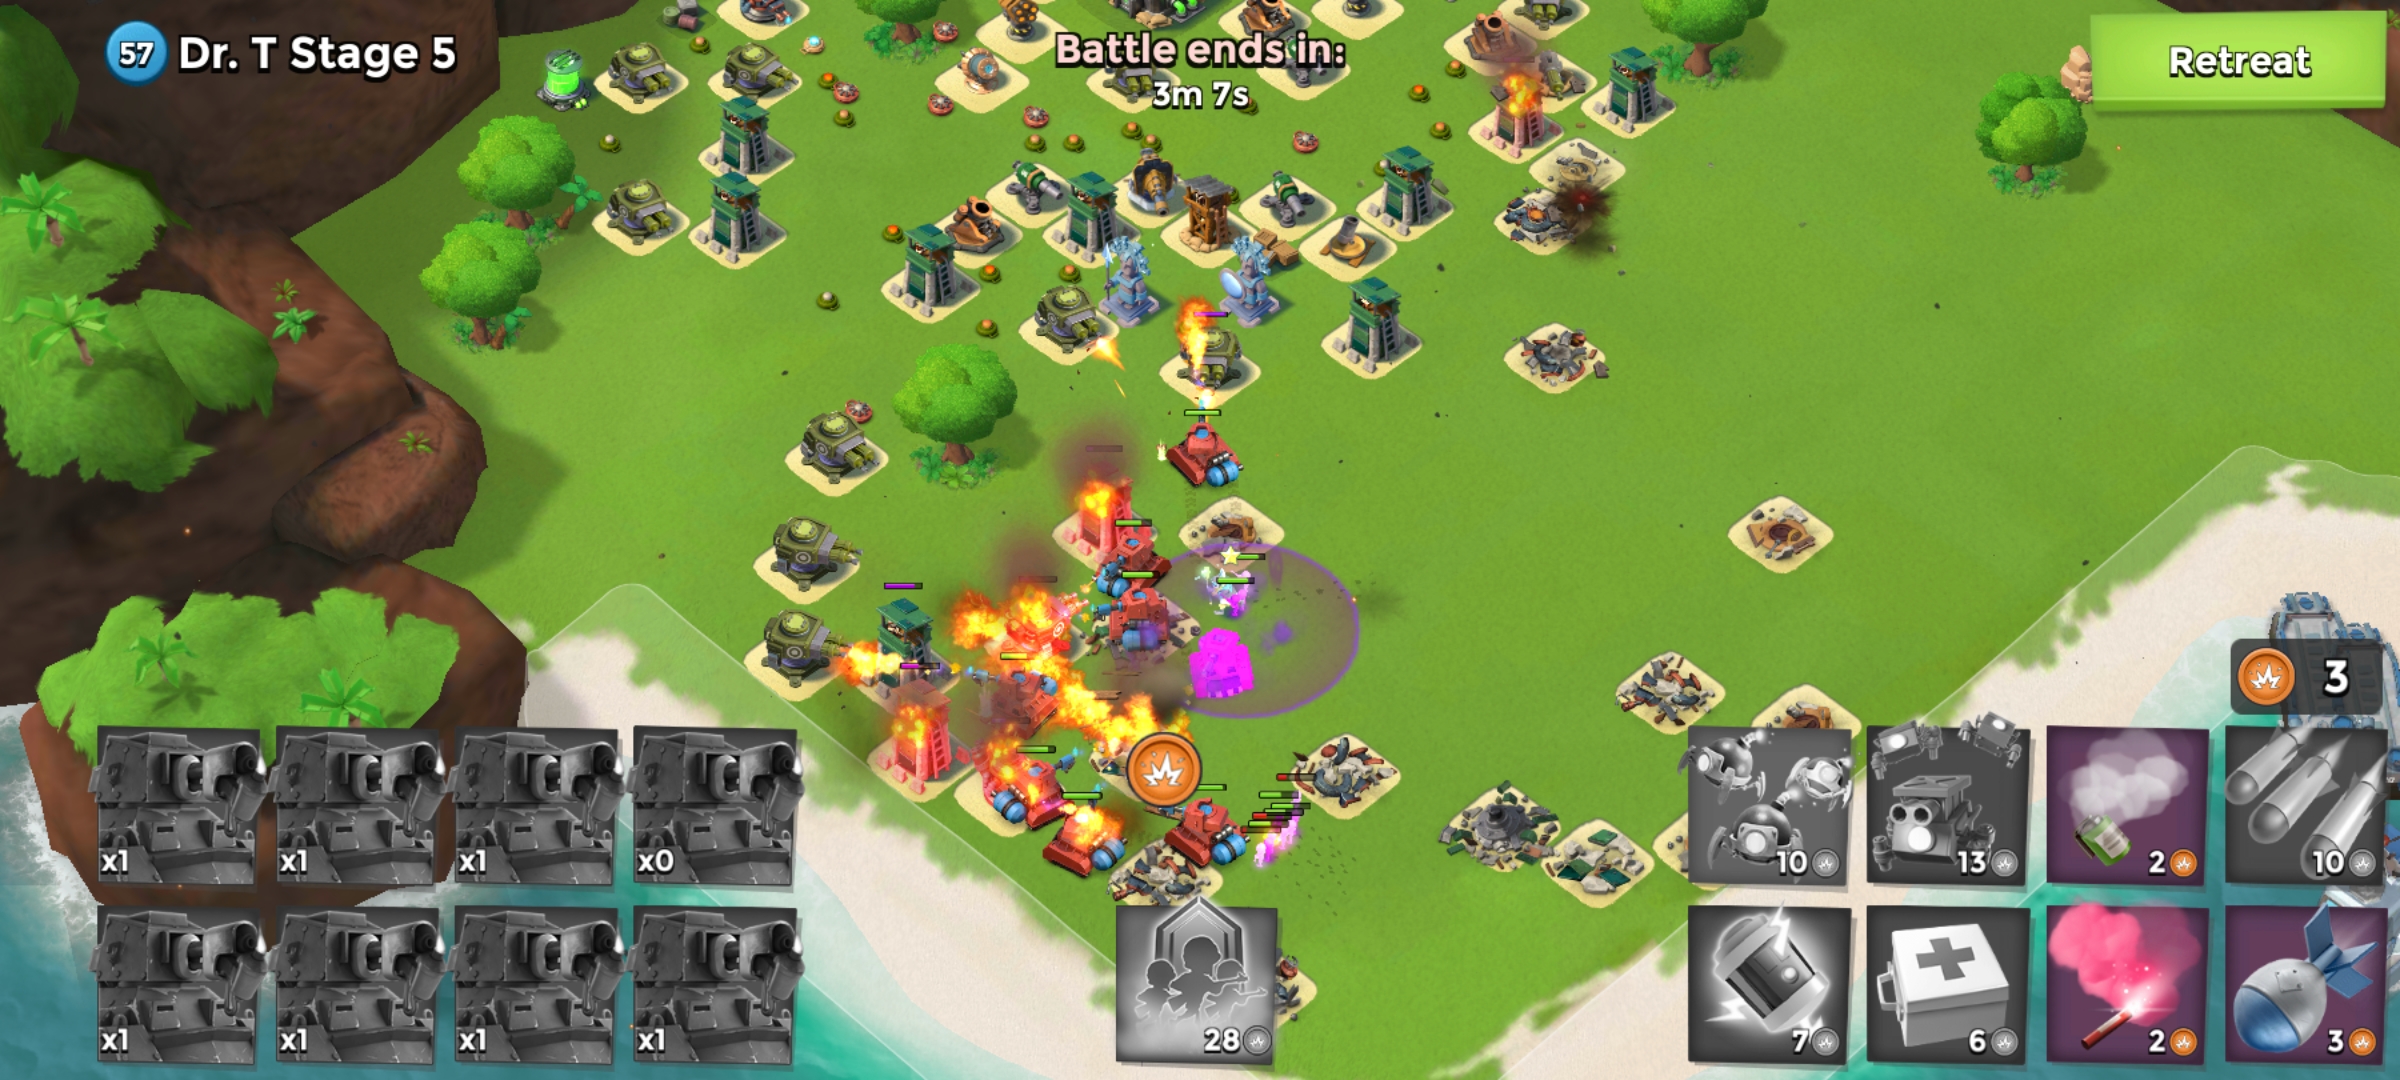 57 Dr. T Stage 5
Battle ends in:
3m 7s
Retreat
3
x1 x1 x1 x0
10 13 2 10
x1 x1 x1 x1
28
7 6 2 3